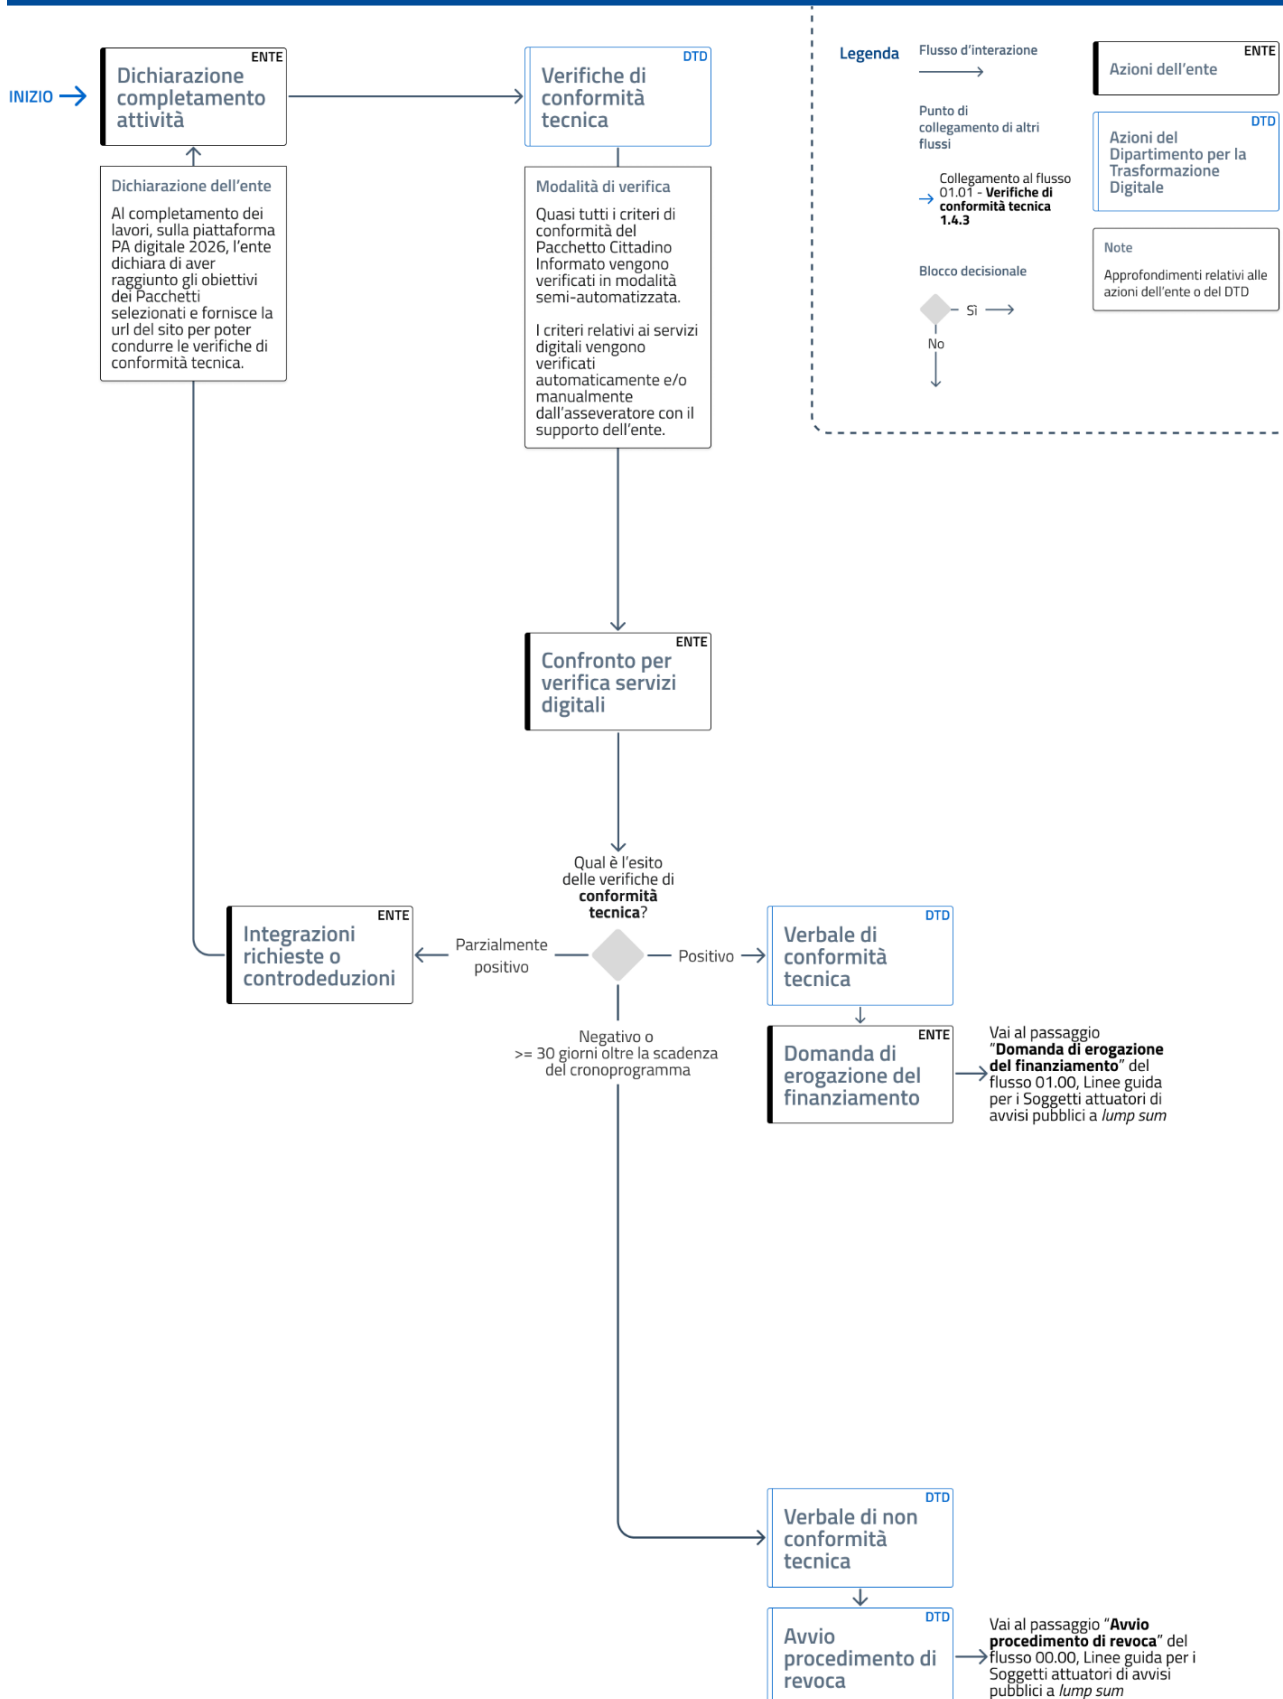 INIZIO
ENTE
Dichiarazione
completamento
attività
Dichiarazione dell'ente
Al completamento dei
lavori, sulla piattaforma
PA digitale 2026, l'ente
dichiara di aver
raggiunto gli obiettivi
dei Pacchetti
selezionati e fornisce la
url del sito per poter
condurre le verifiche di
conformità tecnica.
DTD
Verifiche di
conformità
tecnica
Modalità di verifica
Quasi tutti i criteri di
conformità del
Pacchetto Cittadino
Informato vengono
verificati in modalità
semi-automatizzata.
I criteri relativi ai servizi
digitali vengono
verificati
automaticamente e/o
manualmente
dall'asseveratore con il
supporto dell'ente.
Legenda
Flusso d'interazione
Punto di
collegamento di altri
flussi
Collegamento al flusso
01.01 - Verifiche di
conformità tecnica
1.4.3
Blocco decisionale
Sì
No
ENTE
Azioni dell'ente
DTD
Azioni del
Dipartimento per la
Trasformazione
Digitale
Note
Approfondimenti relativi alle
azioni dell'ente o del DTD
ENTE
Confronto per
verifica servizi
digitali
Qual è l'esito
delle verifiche di
conformità
tecnica?
ENTE
Integrazioni
richieste o
controdeduzioni
Parzialmente
positivo
Positivo
DTD
Verbale di
conformità
tecnica
Negativo o
>= 30 giorni oltre la scadenza
del cronoprogramma
ENTE
Domanda di
erogazione del
finanziamento
Vai al passaggio
"Domanda di erogazione
del finanziamento" del
flusso 01.00, Linee guida
per i Soggetti attuatori di
avvisi pubblici a lump sum
DTD
Verbale di non
conformità
tecnica
DTD
Avvio
procedimento di
revoca
Vai al passaggio "Avvio
procedimento di revoca" del
flusso 00.00, Linee guida per i
Soggetti attuatori di avvisi
pubblici a lump sum